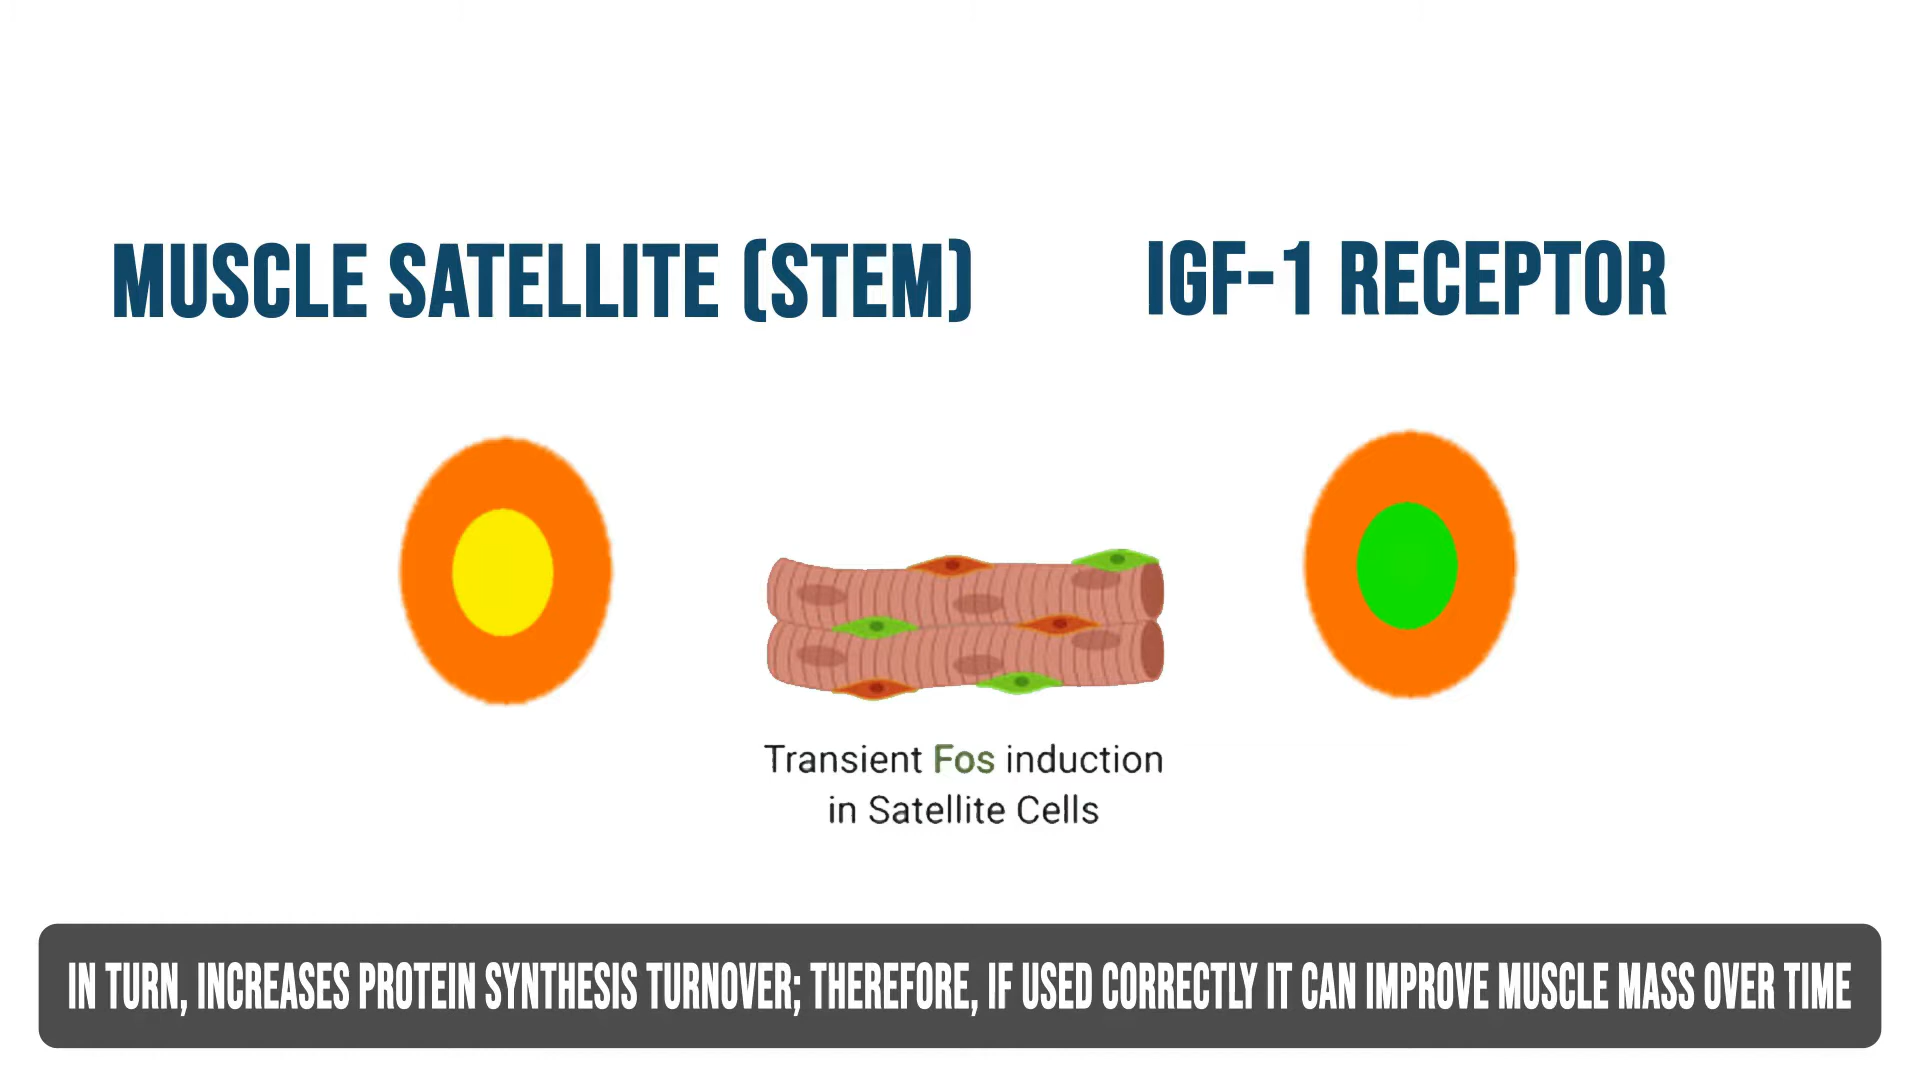 MUSCLE SATELLITE (STEM)
IGF-1 RECEPTOR
Transient Fos induction
in Satellite Cells
IN TURN, INCREASES PROTEIN SYNTHESIS TURNOVER; THEREFORE, IF USED CORRECTLY IT CAN IMPROVE MUSCLE MASS OVER TIME